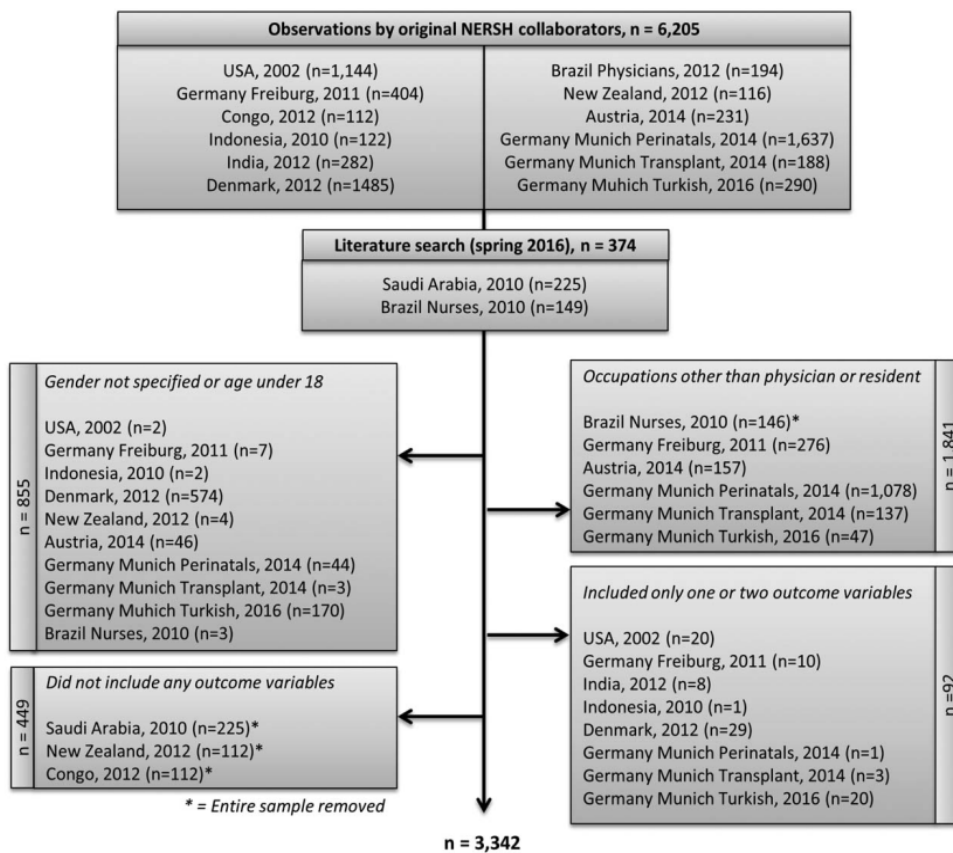 Observations by original NERSH collaborators, n = 6,205
USA, 2002 (n=1,144)
Germany Freiburg, 2011 (n=404)
Congo, 2012 (n=112)
Indonesia, 2010 (n=122)
India, 2012 (n=282)
Denmark, 2012 (n=1485)
Brazil Physicians, 2012 (n=194)
New Zealand, 2012 (n=116)
Austria, 2014 (n=231)
Germany Munich Perinatals, 2014 (n=1,637)
Germany Munich Transplant, 2014 (n=188)
Germany Muhich Turkish, 2016 (n=290)
Literature search (spring 2016), n = 374
Saudi Arabia, 2010 (n=225)
Brazil Nurses, 2010 (n=149)
n = 855
Gender not specified or age under 18
USA, 2002 (n=2)
Germany Freiburg, 2011 (n=7)
Indonesia, 2010 (n=2)
Denmark, 2012 (n=574)
New Zealand, 2012 (n=4)
Austria, 2014 (n=46)
Germany Munich Perinatals, 2014 (n=44)
Germany Munich Transplant, 2014 (n=3)
Germany Muhich Turkish, 2016 (n=170)
Brazil Nurses, 2010 (n=3)
Occupations other than physician or resident
Brazil Nurses, 2010 (n=146)*
Germany Freiburg, 2011 (n=276)
Austria, 2014 (n=157)
Germany Munich Perinatals, 2014 (n=1,078)
Germany Munich Transplant, 2014 (n=137)
Germany Munich Turkish, 2016 (n=47)
n = 1,841
n = 449
Did not include any outcome variables
Saudi Arabia, 2010 (n=225)*
New Zealand, 2012 (n=112)*
Congo, 2012 (n=112)*
* = Entire sample removed
Included only one or two outcome variables
USA, 2002 (n=20)
Germany Freiburg, 2011 (n=10)
India, 2012 (n=8)
Indonesia, 2010 (n=1)
Denmark, 2012 (n=29)
Germany Munich Perinatals, 2014 (n=1)
Germany Munich Transplant, 2014 (n=3)
Germany Munich Turkish, 2016 (n=20)
n =92
n = 3,342